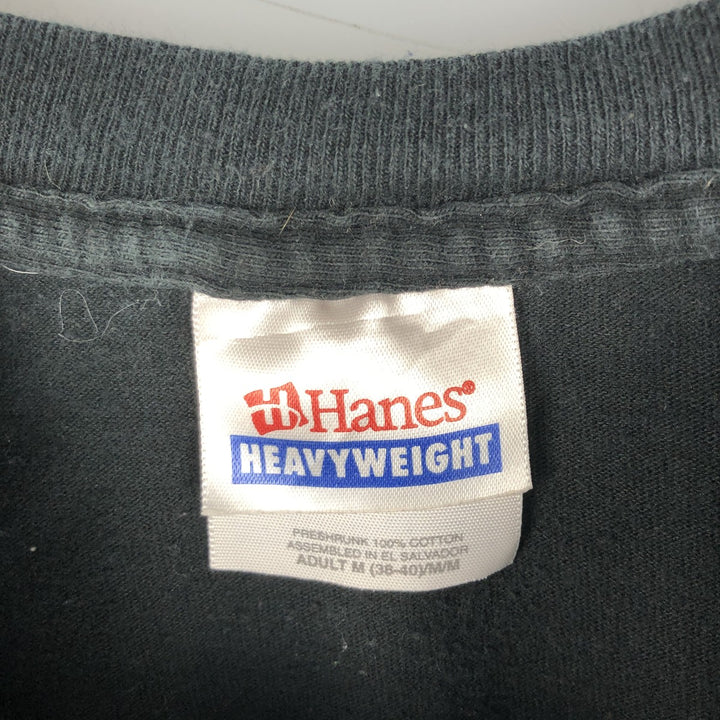 Hanes®
HEAVYWEIGHT
PRESHRUNK 100% COTTON
ASSEMBLED IN EL SALVADOR
ADULT M (38-40)/M/M